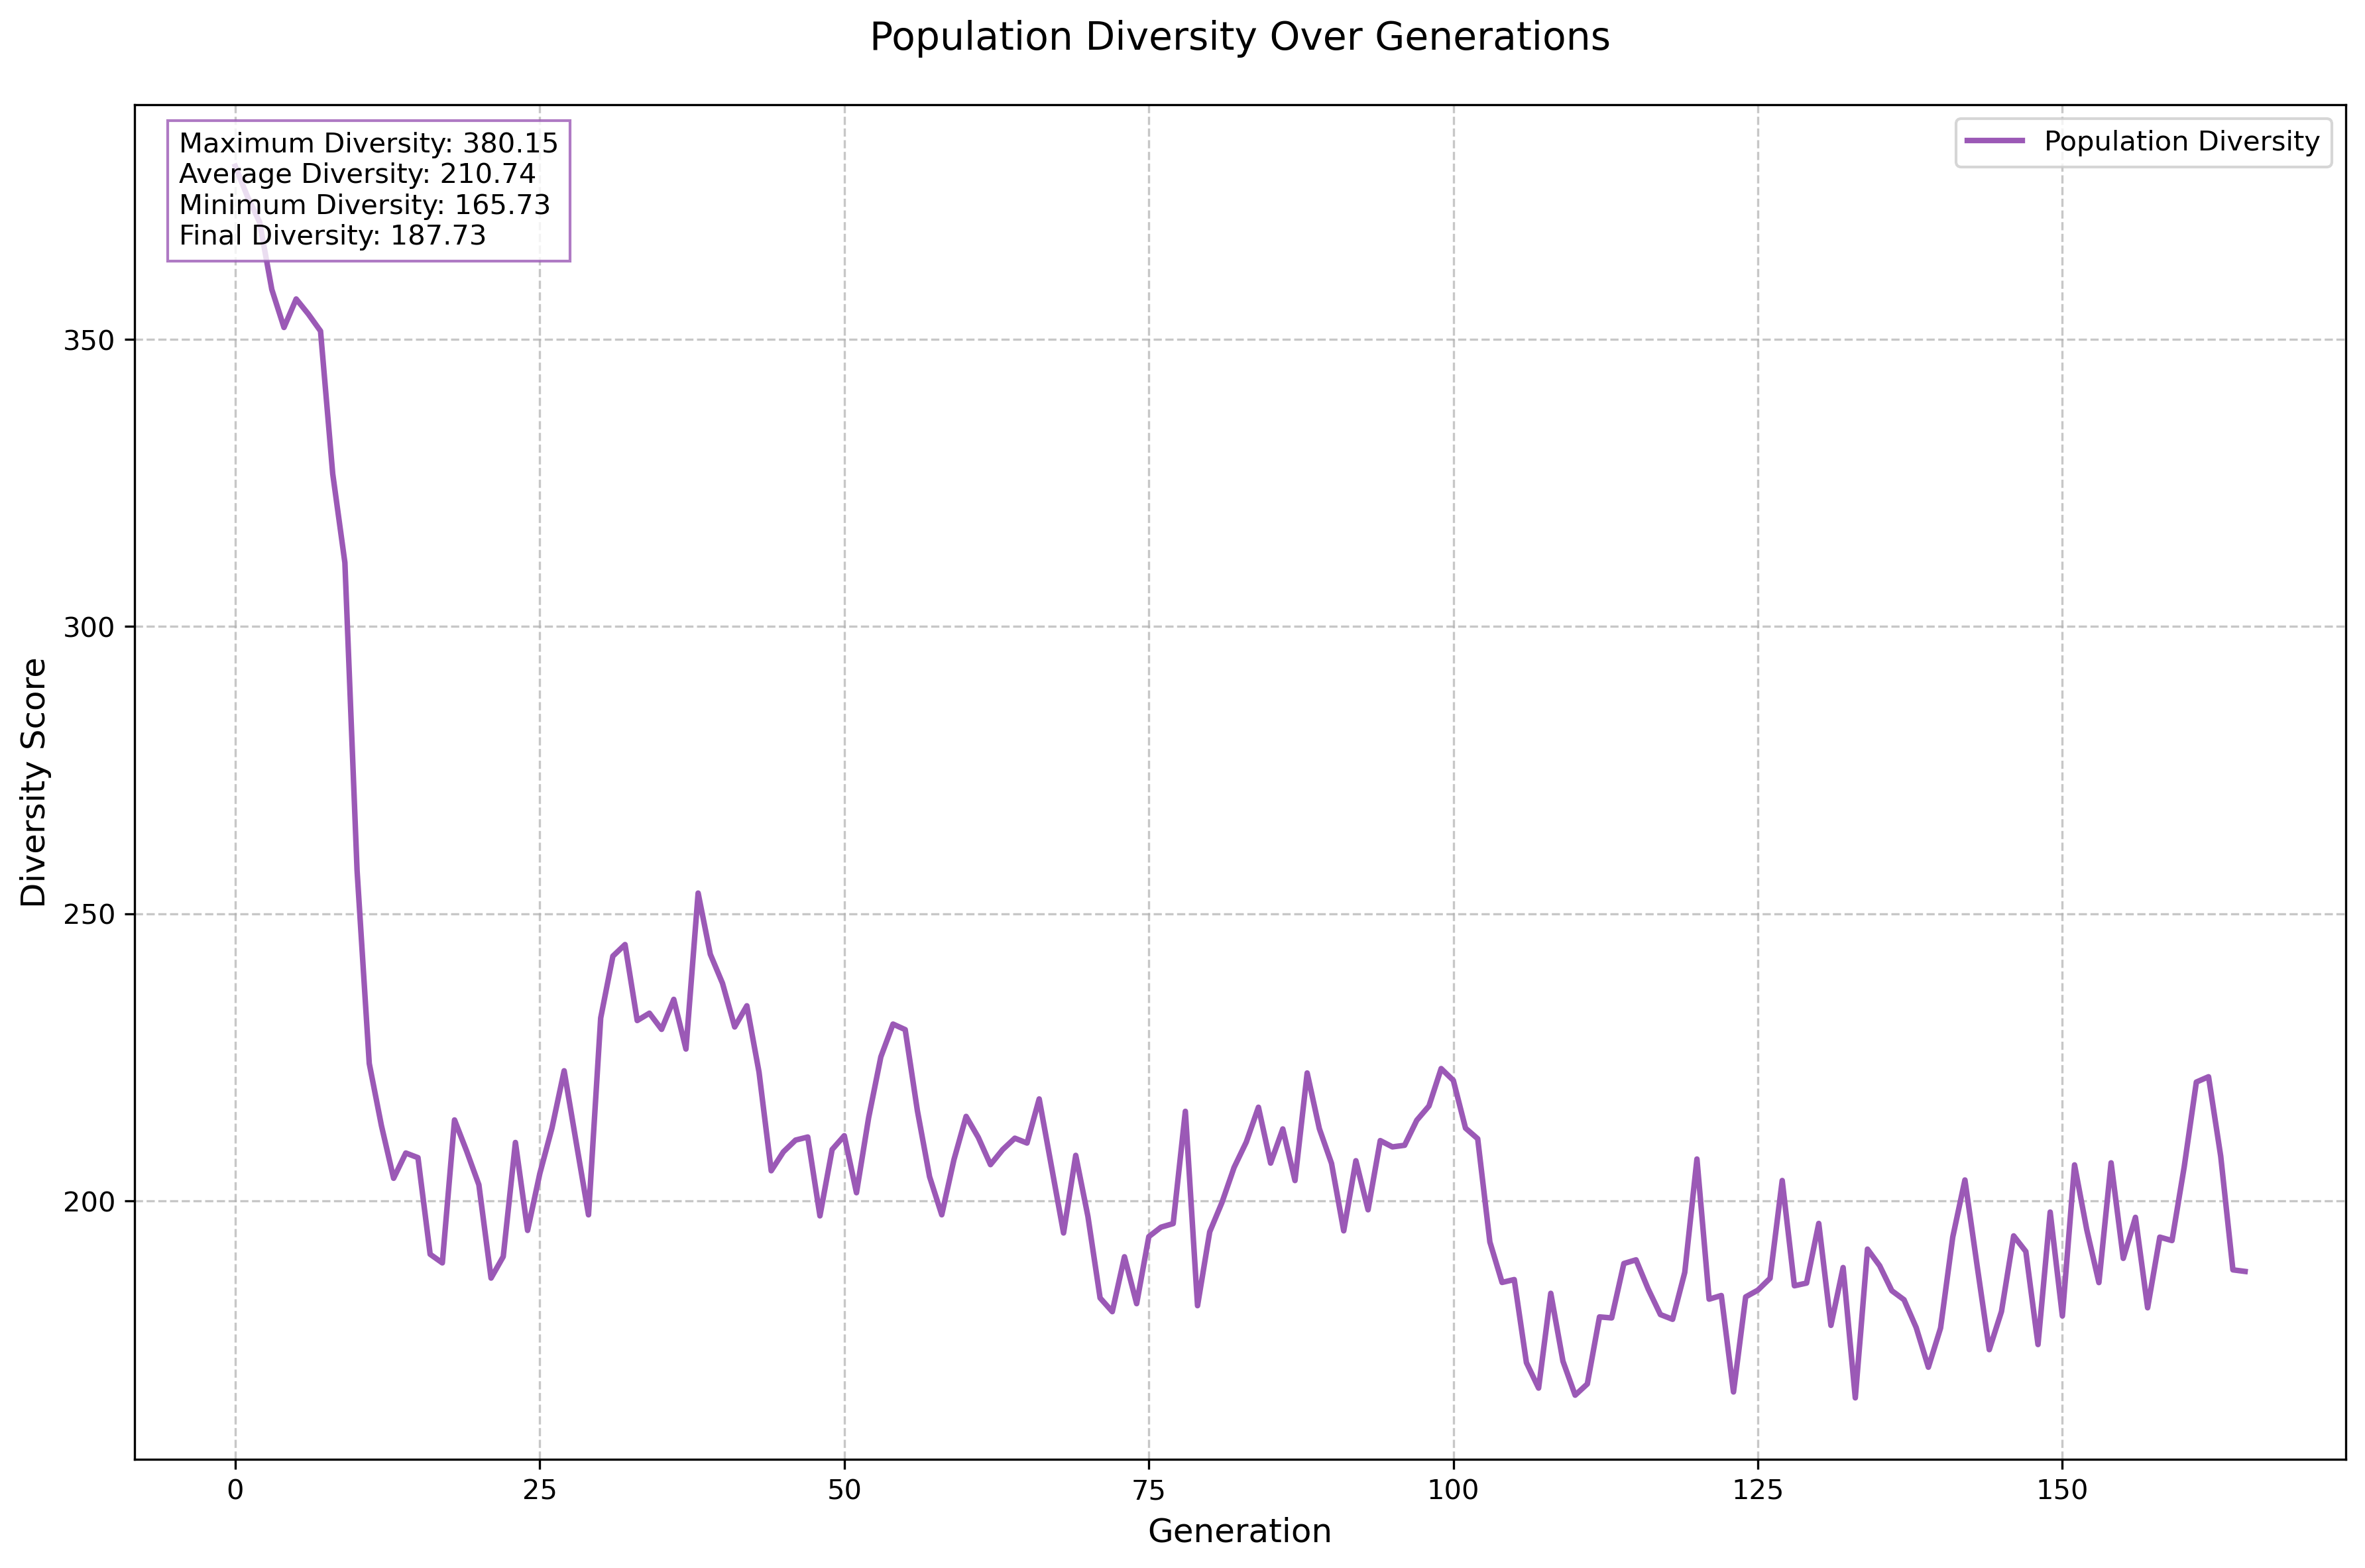 Population Diversity Over Generations
Maximum Diversity: 380.15
Average Diversity: 210.74
Minimum Diversity: 165.73
Final Diversity: 187.73
Population Diversity
350
300
250
200
Diversity Score
0 25 50 75 100 125 150
Generation